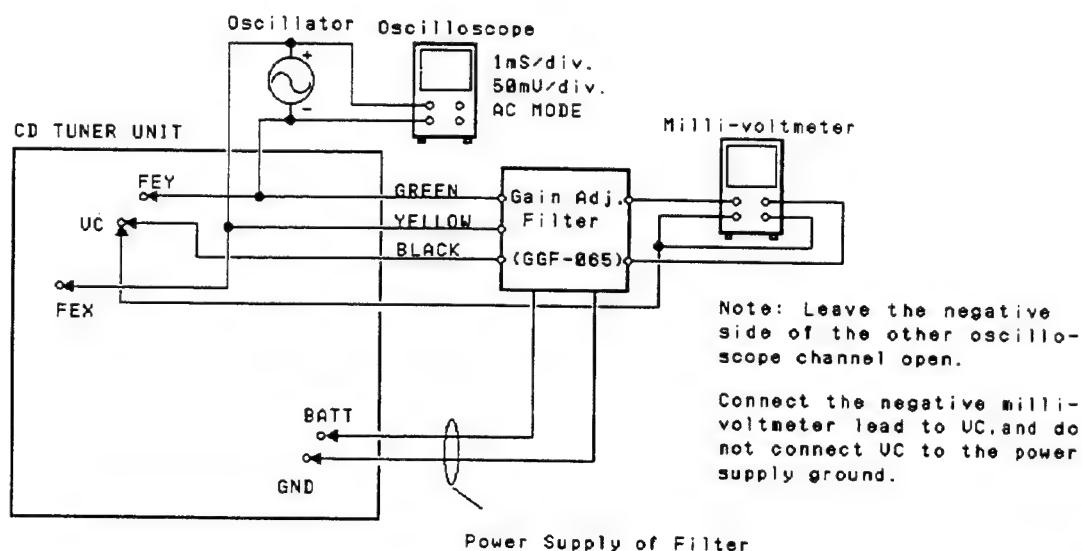 Oscillator Oscilloscope
+
-
1mS/div.
50mV/div.
AC MODE
Milli-voltmeter
CD TUNER UNIT
FEY
VC
FEX
GREEN
YELLOW
BLACK
Gain Adj.
Filter
(GGF-065)
BATT
GND
Power Supply of Filter
Note: Leave the negative
side of the other oscillo-
scope channel open.
Connect the negative milli-
voltmeter lead to VC,and do
not connect VC to the power
supply ground.